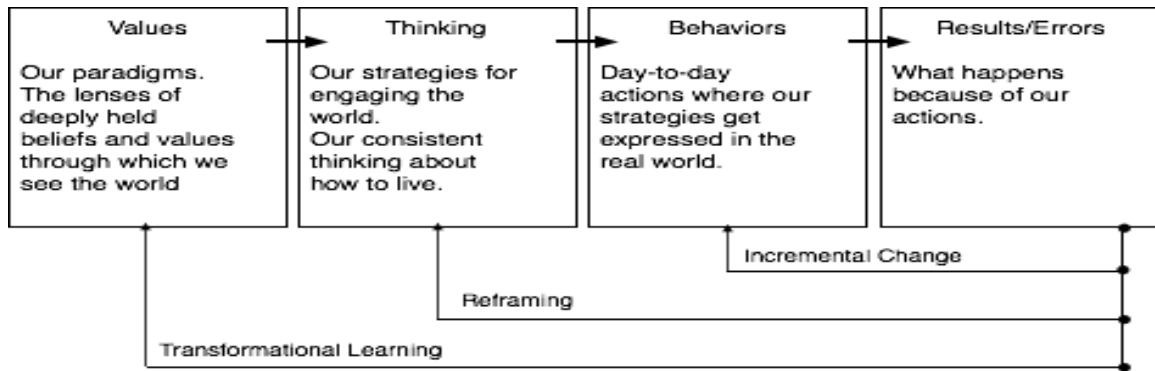 Values
Our paradigms.
The lenses of
deeply held
beliefs and values
through which we
see the world
Thinking
Our strategies for
engaging the
world.
Our consistent
thinking about
how to live.
Behaviors
Day-to-day
actions where our
strategies get
expressed in the
real world.
Results/Errors
What happens
because of our
actions.
Incremental Change
Reframing
Transformational Learning